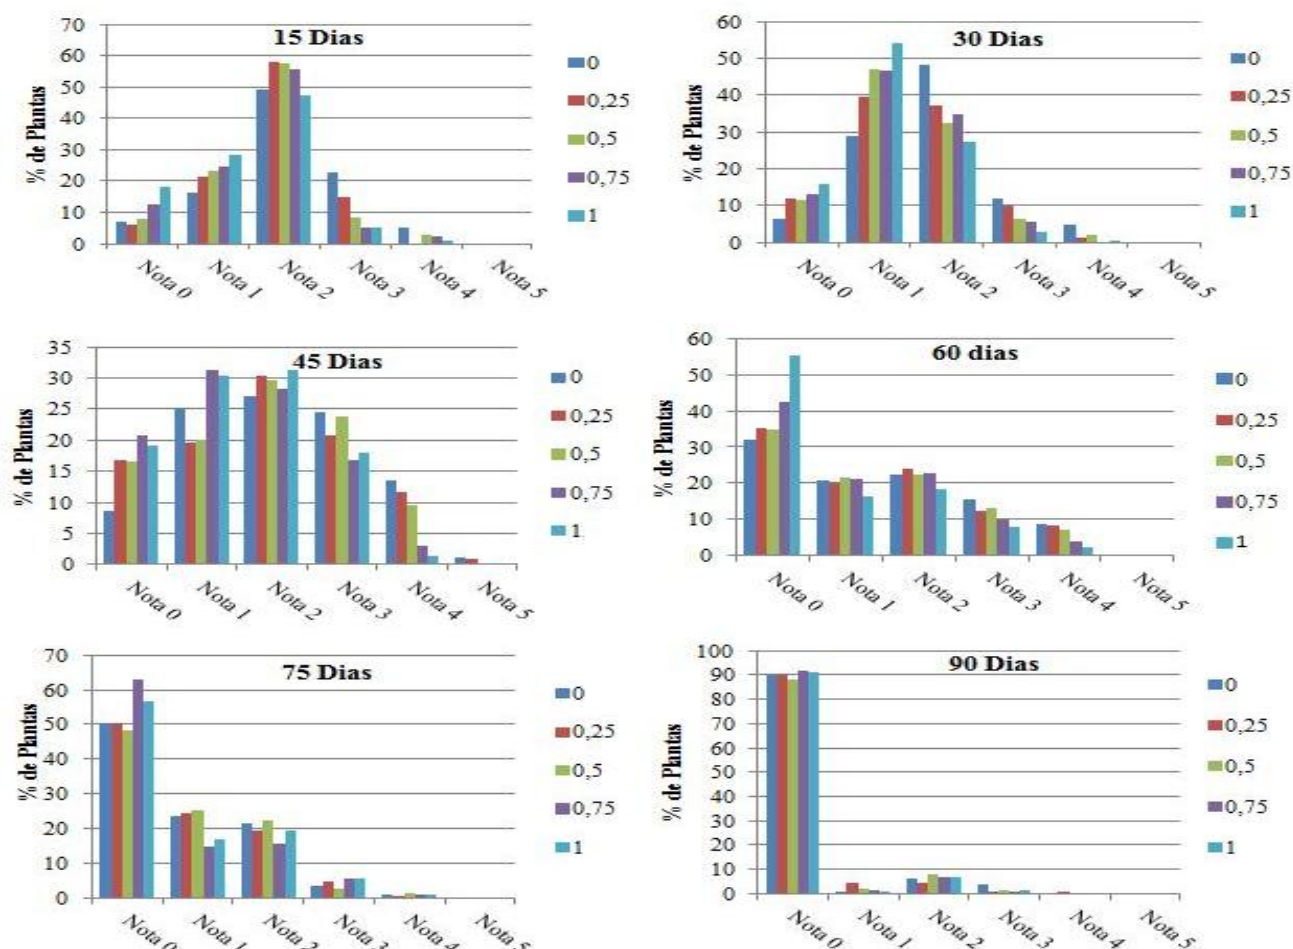 15 Dias
% de Plantas
70
60
50
40
30
20
10
0
Nota 0
Nota 1
Nota 2
Nota 3
Nota 4
Nota 5
0
0,25
0,5
0,75
1
30 Dias
% de Plantas
60
50
40
30
20
10
0
Nota 0
Nota 1
Nota 2
Nota 3
Nota 4
Nota 5
0
0,25
0,5
0,75
1
45 Dias
% de Plantas
35
30
25
20
15
10
5
0
Nota 0
Nota 1
Nota 2
Nota 3
Nota 4
Nota 5
0
0,25
0,5
0,75
1
60 dias
% de Plantas
60
50
40
30
20
10
0
Nota 0
Nota 1
Nota 2
Nota 3
Nota 4
Nota 5
0
0,25
0,5
0,75
1
75 Dias
% de Plantas
70
60
50
40
30
20
10
0
Nota 0
Nota 1
Nota 2
Nota 3
Nota 4
Nota 5
0
0,25
0,5
0,75
1
90 Dias
% de Plantas
100
90
80
70
60
50
40
30
20
10
0
Nota 0
Nota 1
Nota 2
Nota 3
Nota 4
Nota 5
0
0,25
0,5
0,75
1